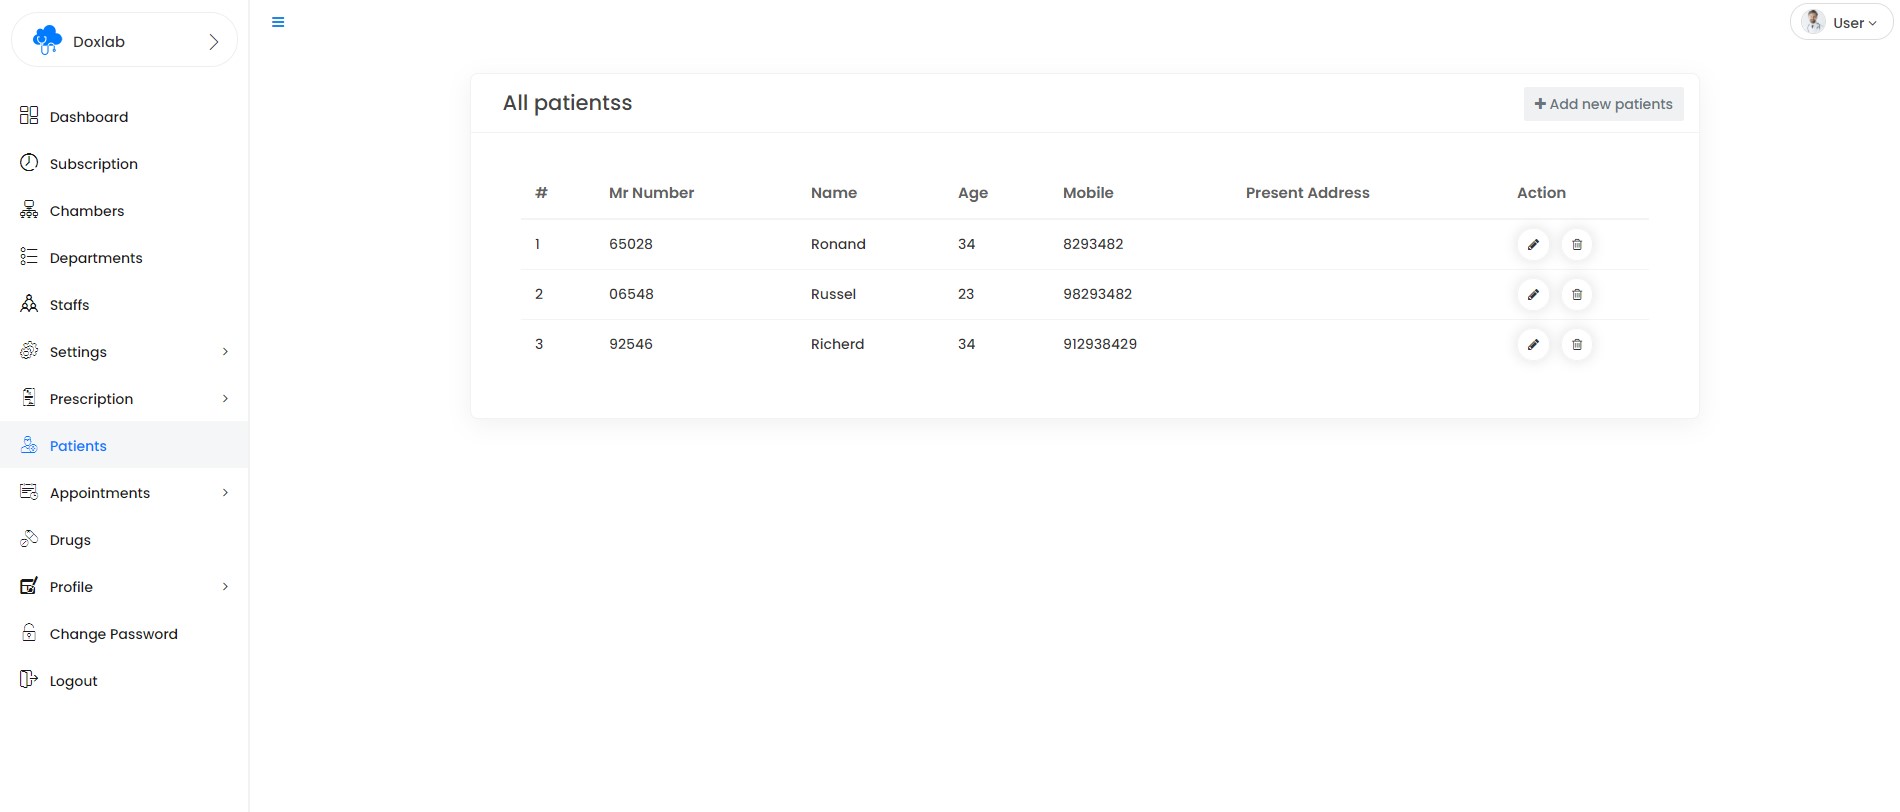 Doxlab
User
Dashboard
Subscription
Chambers
Departments
Staffs
Settings
Prescription
Patients
Appointments
Drugs
Profile
Change Password
Logout
All patientss
Add new patients
# Mr Number Name Age Mobile Present Address Action
1 65028 Ronand 34 8293482
2 06548 Russel 23 98293482
3 92546 Richerd 34 912938429